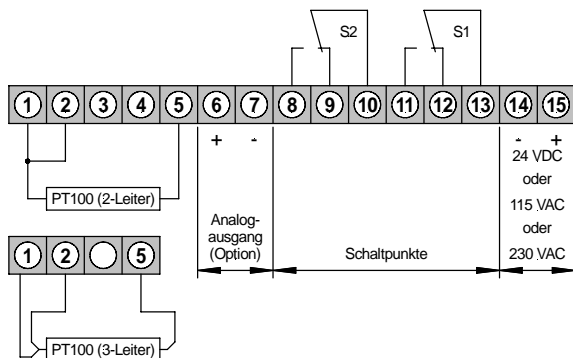 S2 S1
1 2 3 4 5 6 7 8 9 10 11 12 13 14 15
+ - - +
PT100 (2-Leiter)
Analog-
ausgang
(Option)
Schaltpunkte
24 VDC
oder
115 VAC
oder
230 VAC
1 2 5
PT100 (3-Leiter)